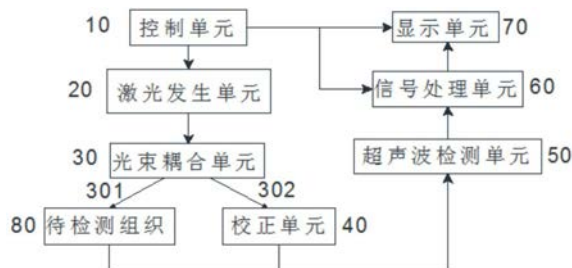 10 控制单元 显示单元 70
20 激光发生单元 信号处理单元 60
30 光束耦合单元 超声波检测单元 50
301 302
80 待检测组织 校正单元 40